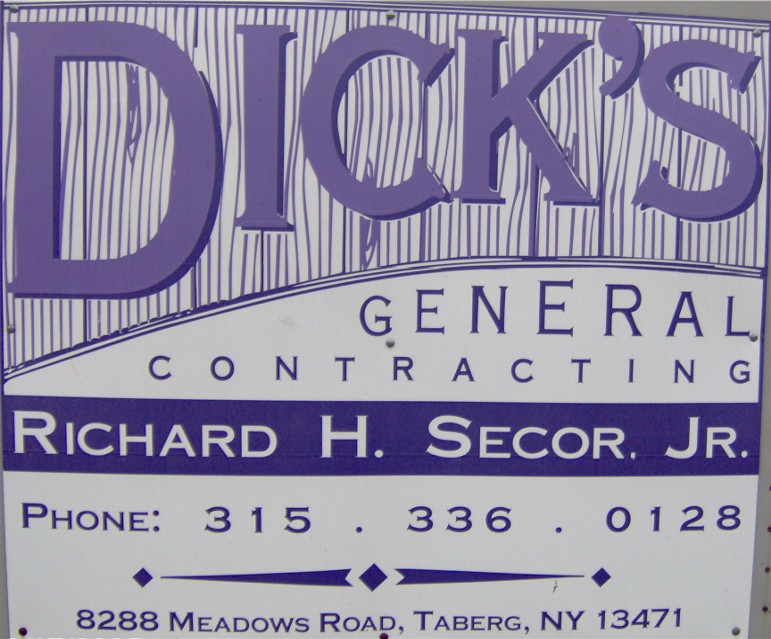 DICK'S
GENERAL
CONTRACTING
RICHARD H. SECOR, JR.
PHONE: 315 . 336 . 0128
8288 MEADOWS ROAD, TABERG, NY 13471